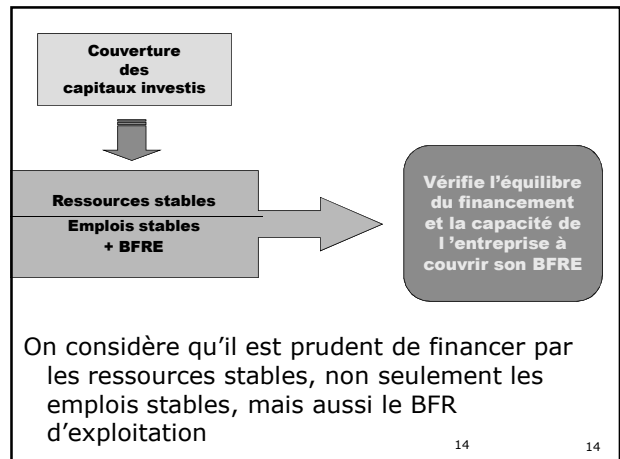 Couverture
des
capitaux investis
Ressources stables
Emplois stables
+ BFRE
Vérifie l’équilibre
du financement
et la capacité de
l ’entreprise à
couvrir son BFRE
On considère qu’il est prudent de financer par
les ressources stables, non seulement les
emplois stables, mais aussi le BFR
d’exploitation
14 14